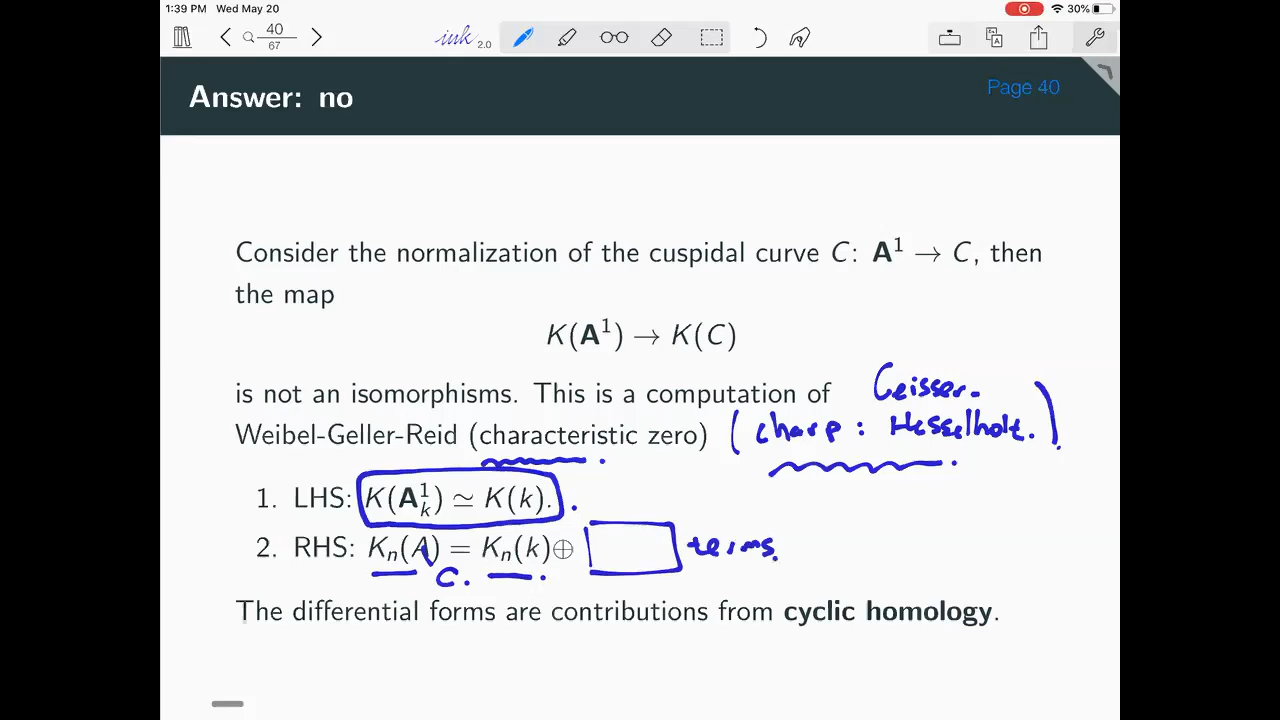 1:39 PM Wed May 20
30%
40
67
ink 2.0
Answer: no
Page 40
Consider the normalization of the cuspidal curve C: A¹ → C, then
the map
K(A¹) → K(C)
is not an isomorphisms. This is a computation of Geisser-
Weibel-Geller-Reid (characteristic zero) (char p: Hesselholt.).
1. LHS: K(A¹ₖ) ≃ K(k).
2. RHS: Kₙ(A) = Kₙ(k) ⊕ terms.
C.
The differential forms are contributions from cyclic homology.